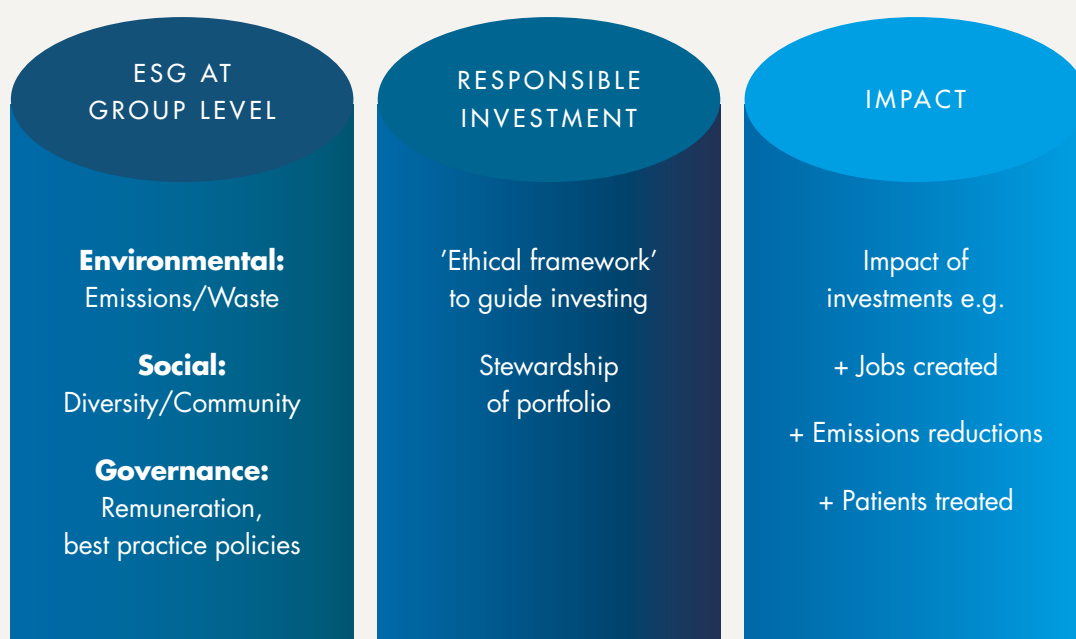 ESG AT
GROUP LEVEL
Environmental:
Emissions/Waste
Social:
Diversity/Community
Governance:
Remuneration,
best practice policies
RESPONSIBLE
INVESTMENT
’Ethical framework’
to guide investing
Stewardship
of portfolio
IMPACT
Impact of
investments e.g.
+ Jobs created
+ Emissions reductions
+ Patients treated